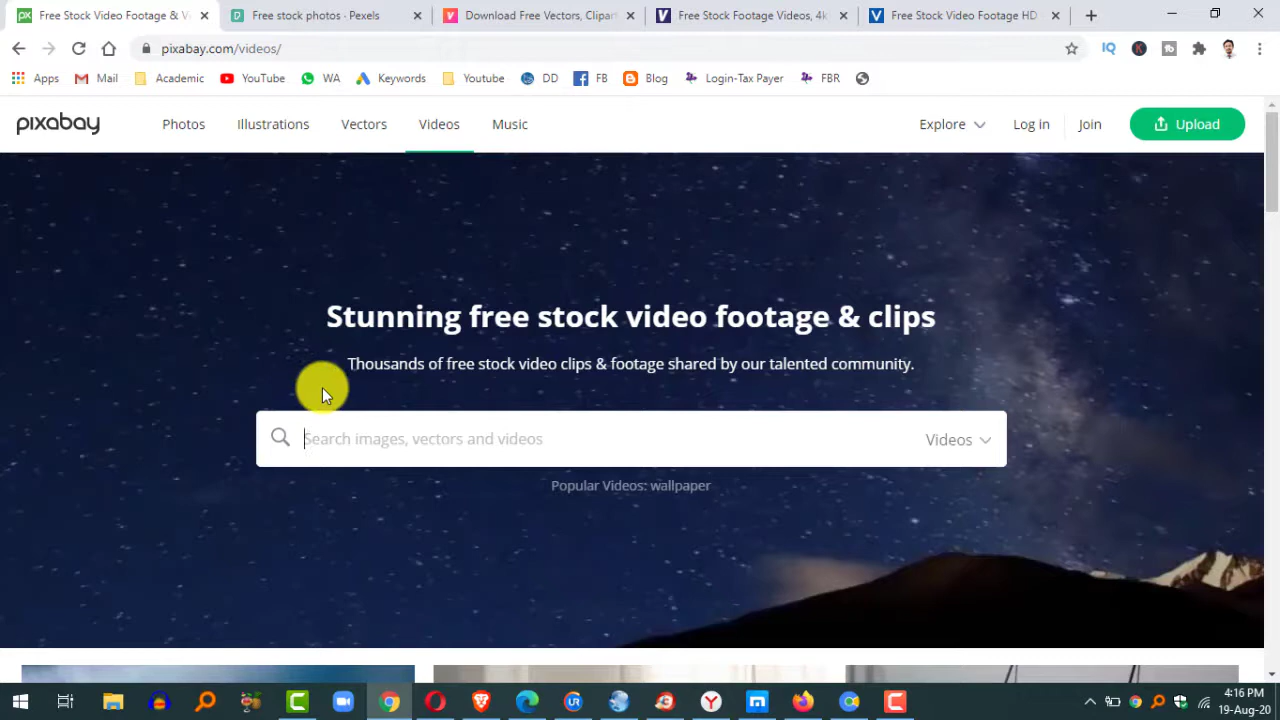 Free Stock Video Footage & V
Free stock photos · Pexels
Download Free Vectors, Clipart
Free Stock Footage Videos, 4k
Free Stock Video Footage HD
pixabay.com/videos/
Apps Mail Academic YouTube WA Keywords Youtube DD FB Blog Login-Tax Payer FBR
pixabay Photos Illustrations Vectors Videos Music Explore Log in Join Upload
Stunning free stock video footage & clips
Thousands of free stock video clips & footage shared by our talented community.
Search images, vectors and videos Videos
Popular Videos: wallpaper
4:16 PM
19-Aug-20